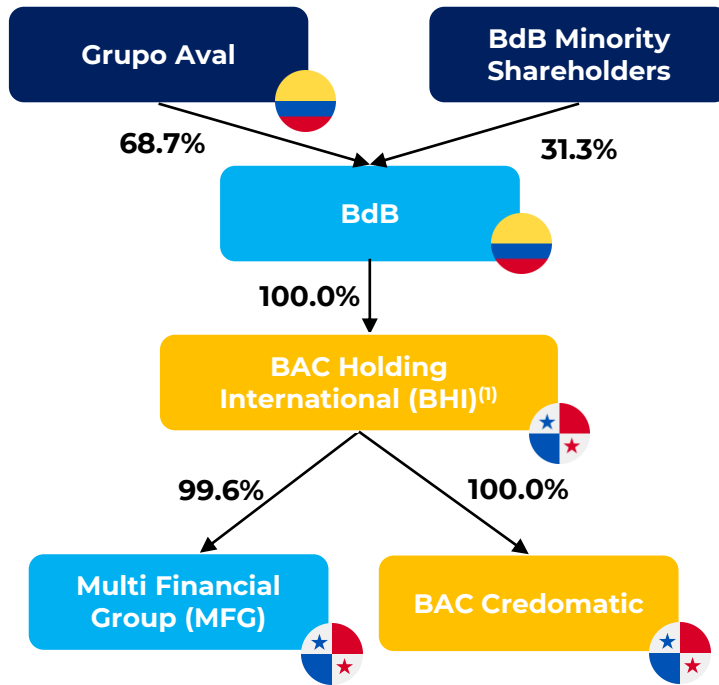 Grupo Aval
BdB Minority
Shareholders
68.7%
31.3%
BdB
100.0%
BAC Holding
International (BHI)(1)
99.6%
100.0%
Multi Financial
Group (MFG)
BAC Credomatic